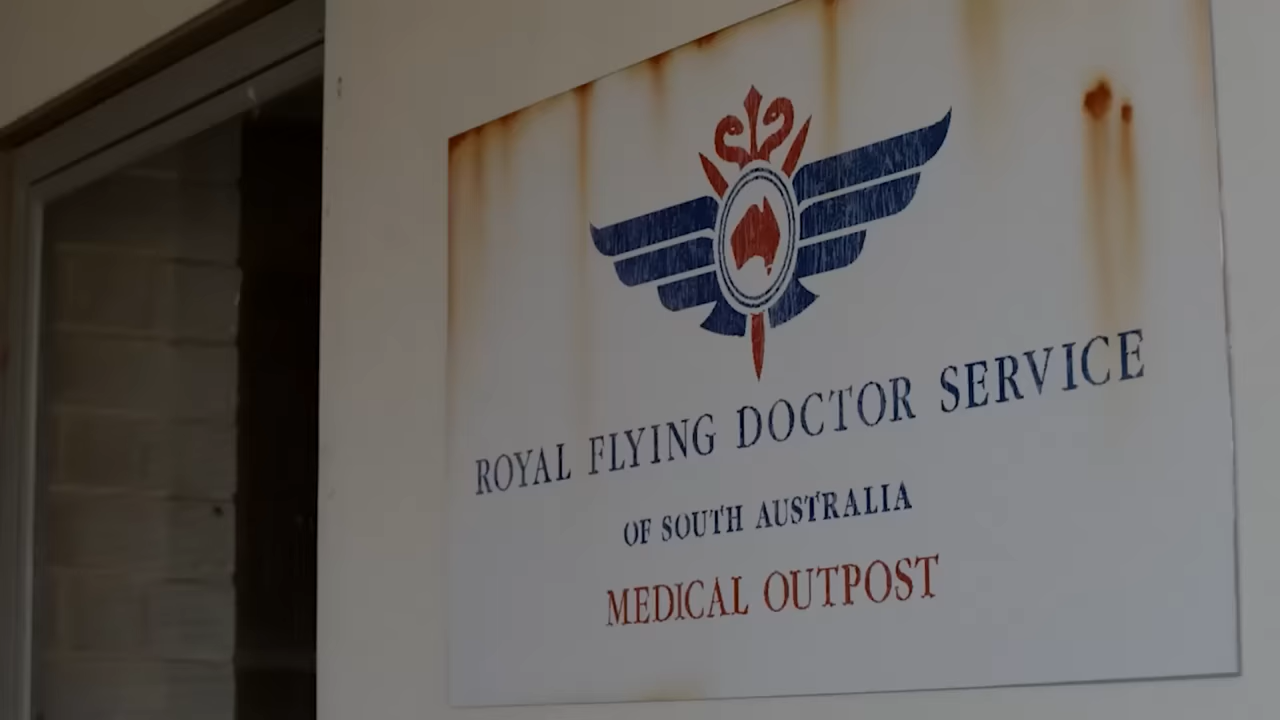 ROYAL FLYING DOCTOR SERVICE
OF SOUTH AUSTRALIA
MEDICAL OUTPOST